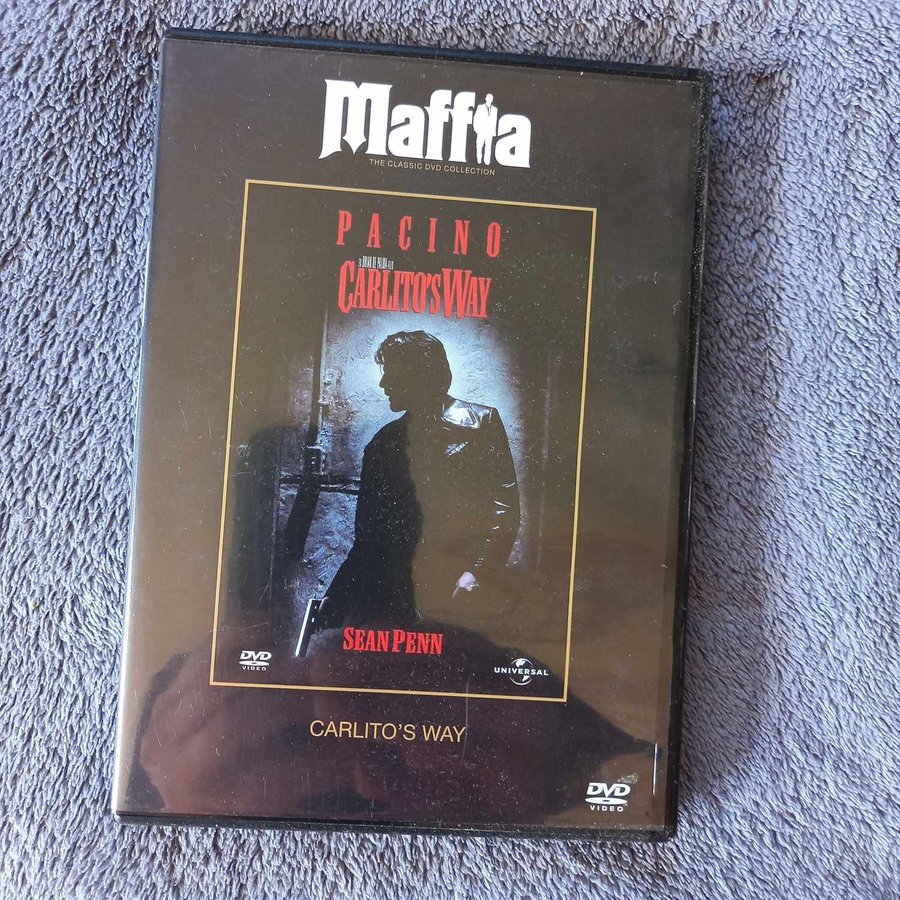 Maffia
THE CLASSIC DVD COLLECTION
PACINO
CARLITO'S WAY
SEAN PENN
DVD
VIDEO
UNIVERSAL
CARLITO'S WAY
DVD
VIDEO